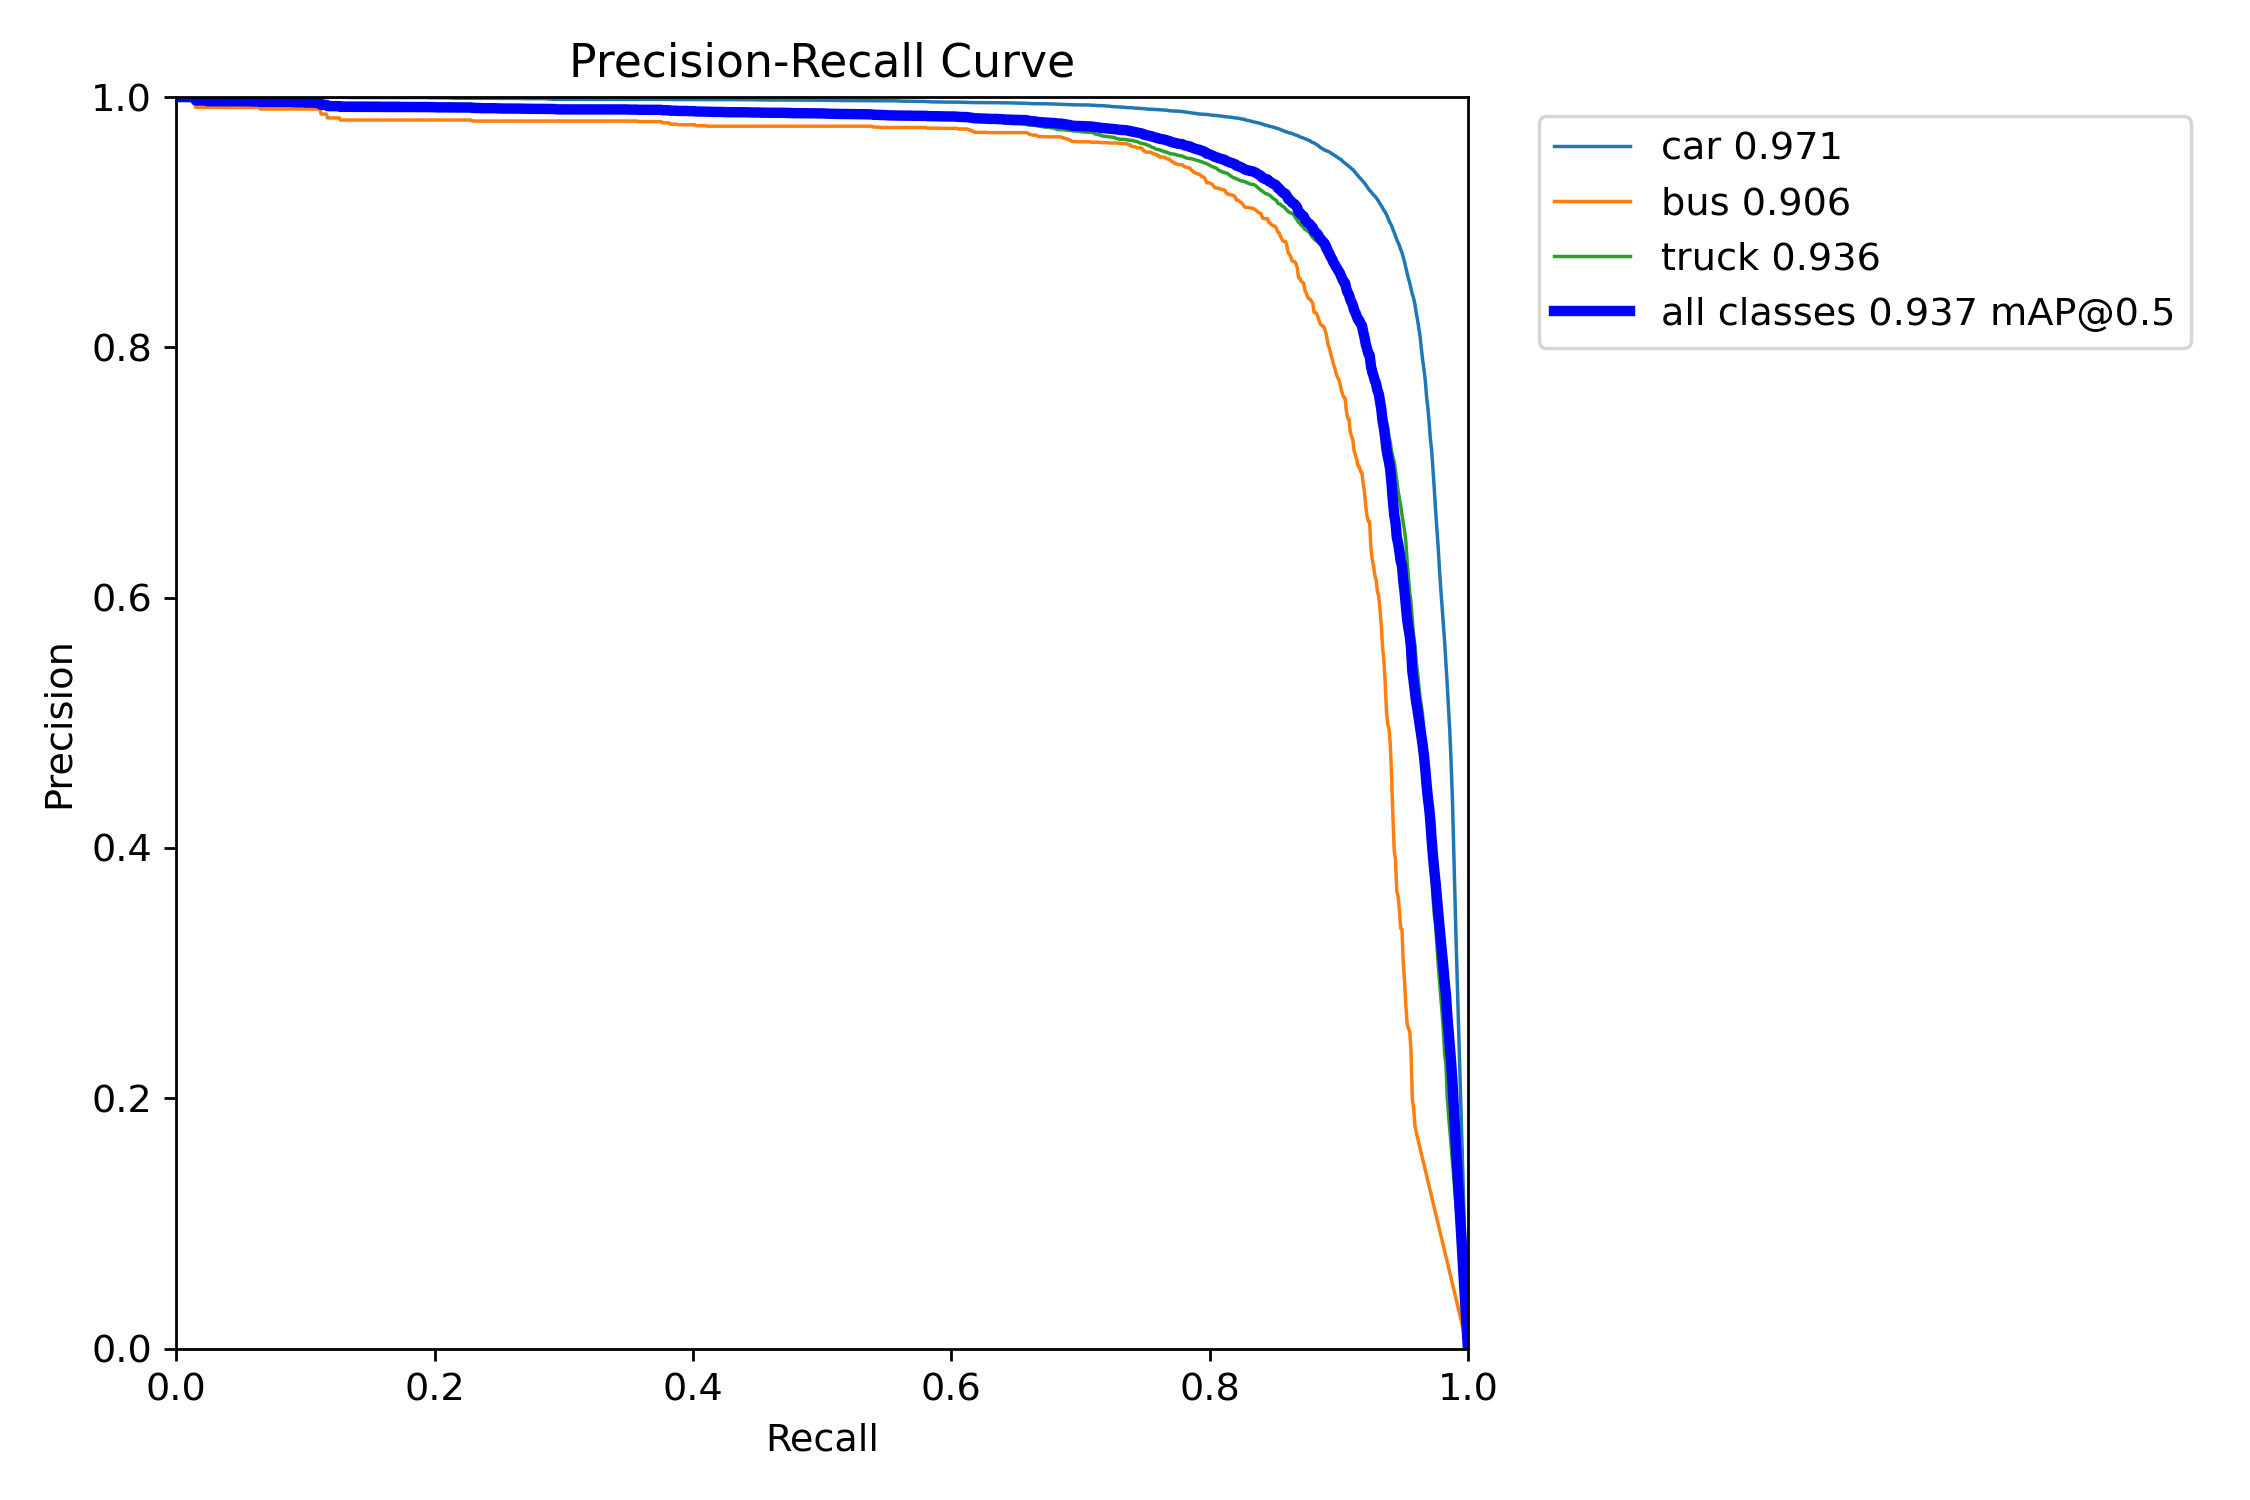 Precision-Recall Curve
1.0
0.8
0.6
0.4
0.2
0.0
Precision
0.0 0.2 0.4 0.6 0.8 1.0
Recall
car 0.971
bus 0.906
truck 0.936
all classes 0.937 mAP@0.5